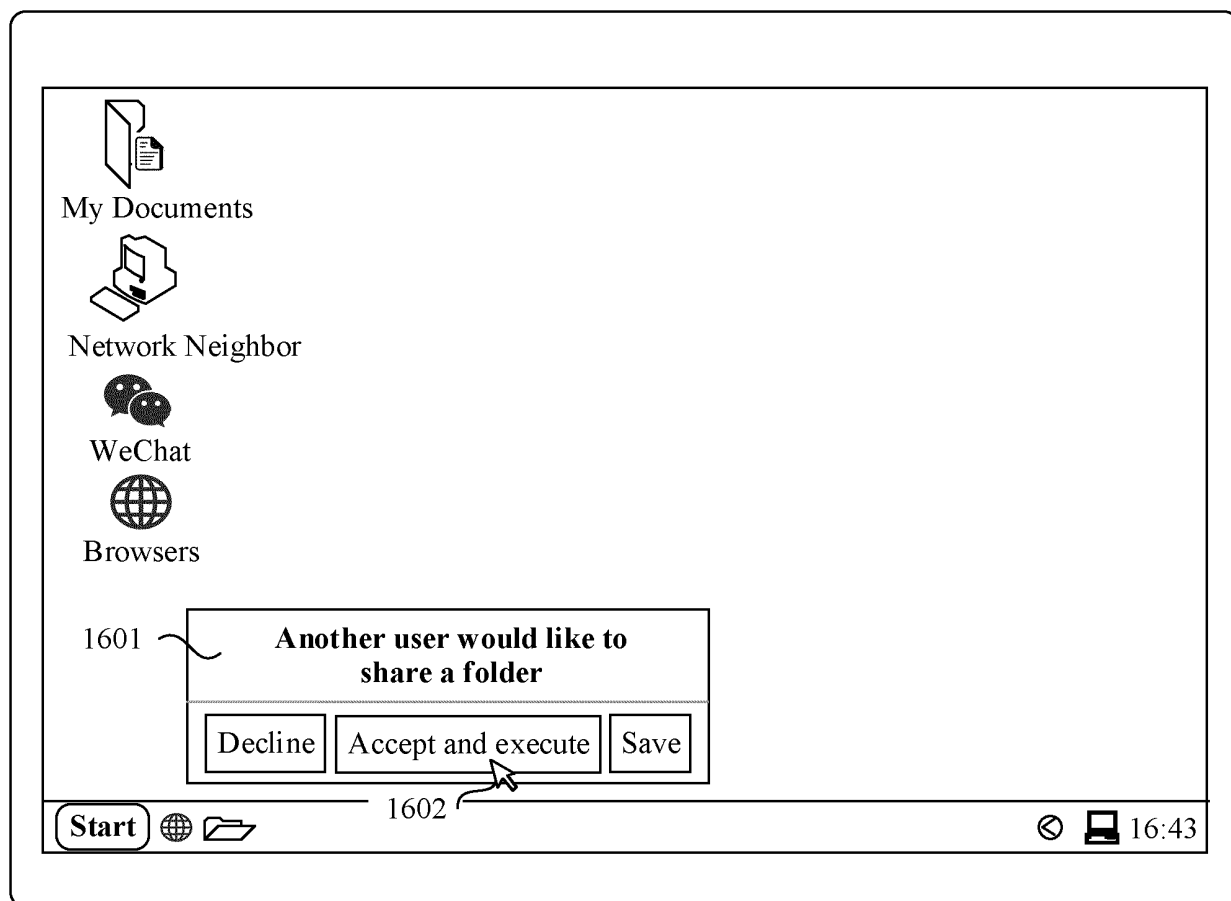 My Documents
Network Neighbor
WeChat
Browsers
1601
Another user would like to
share a folder
Decline
Accept and execute
Save
1602
Start
16:43